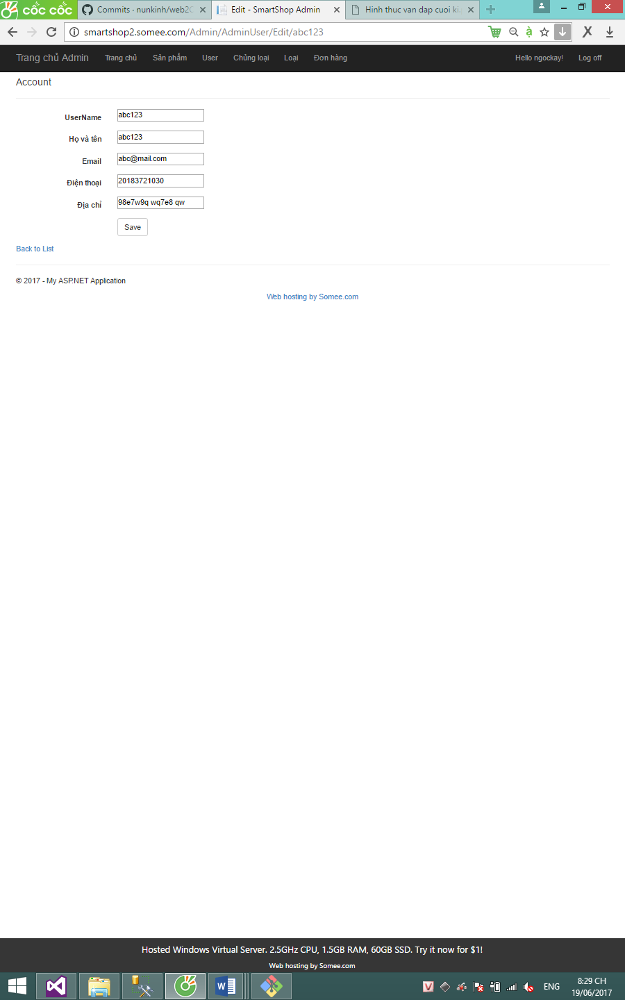 cốc cốc Commits · nunkinh/web2C Edit - SmartShop Admin Hinh thuc van dap cuoi ki.
smartshop2.somee.com/Admin/AdminUser/Edit/abc123
Trang chủ Admin Trang chủ Sản phẩm User Chủng loại Loại Đơn hàng Hello ngockay! Log off
Account
UserName abc123
Họ và tên abc123
Email abc@mail.com
Điện thoại 20183721030
Địa chỉ 98e7w9q wq7e8 qw
Save
Back to List
© 2017 - My ASP.NET Application
Web hosting by Somee.com
Hosted Windows Virtual Server. 2.5GHz CPU, 1.5GB RAM, 60GB SSD. Try it now for $1!
Web hosting by Somee.com
ENG 8:29 CH
19/06/2017